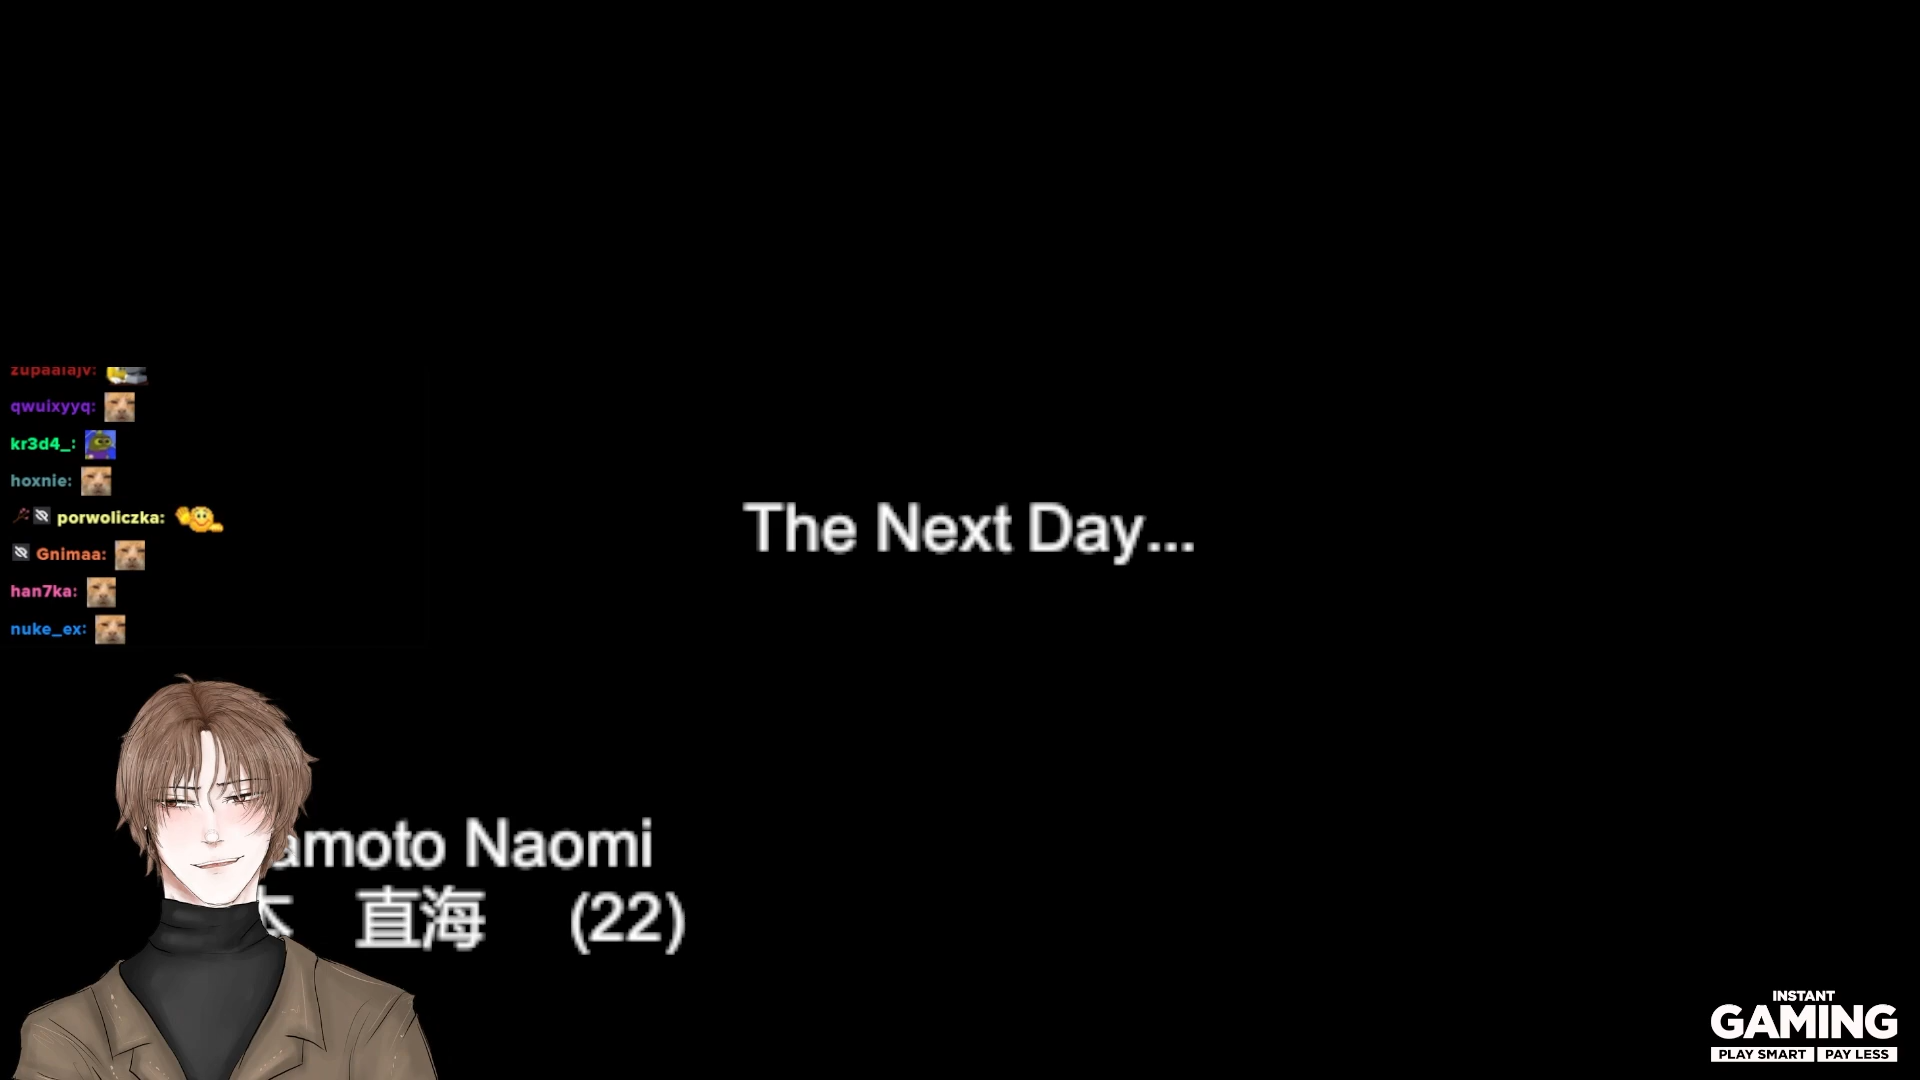 zupaalajv:
qwuixyyq:
kr3d4_:
hoxnie:
porwoliczka:
Gnimaa:
han7ka:
nuke_ex:
The Next Day...
amoto Naomi
直海 (22)
INSTANT
GAMING
PLAY SMART PAY LESS